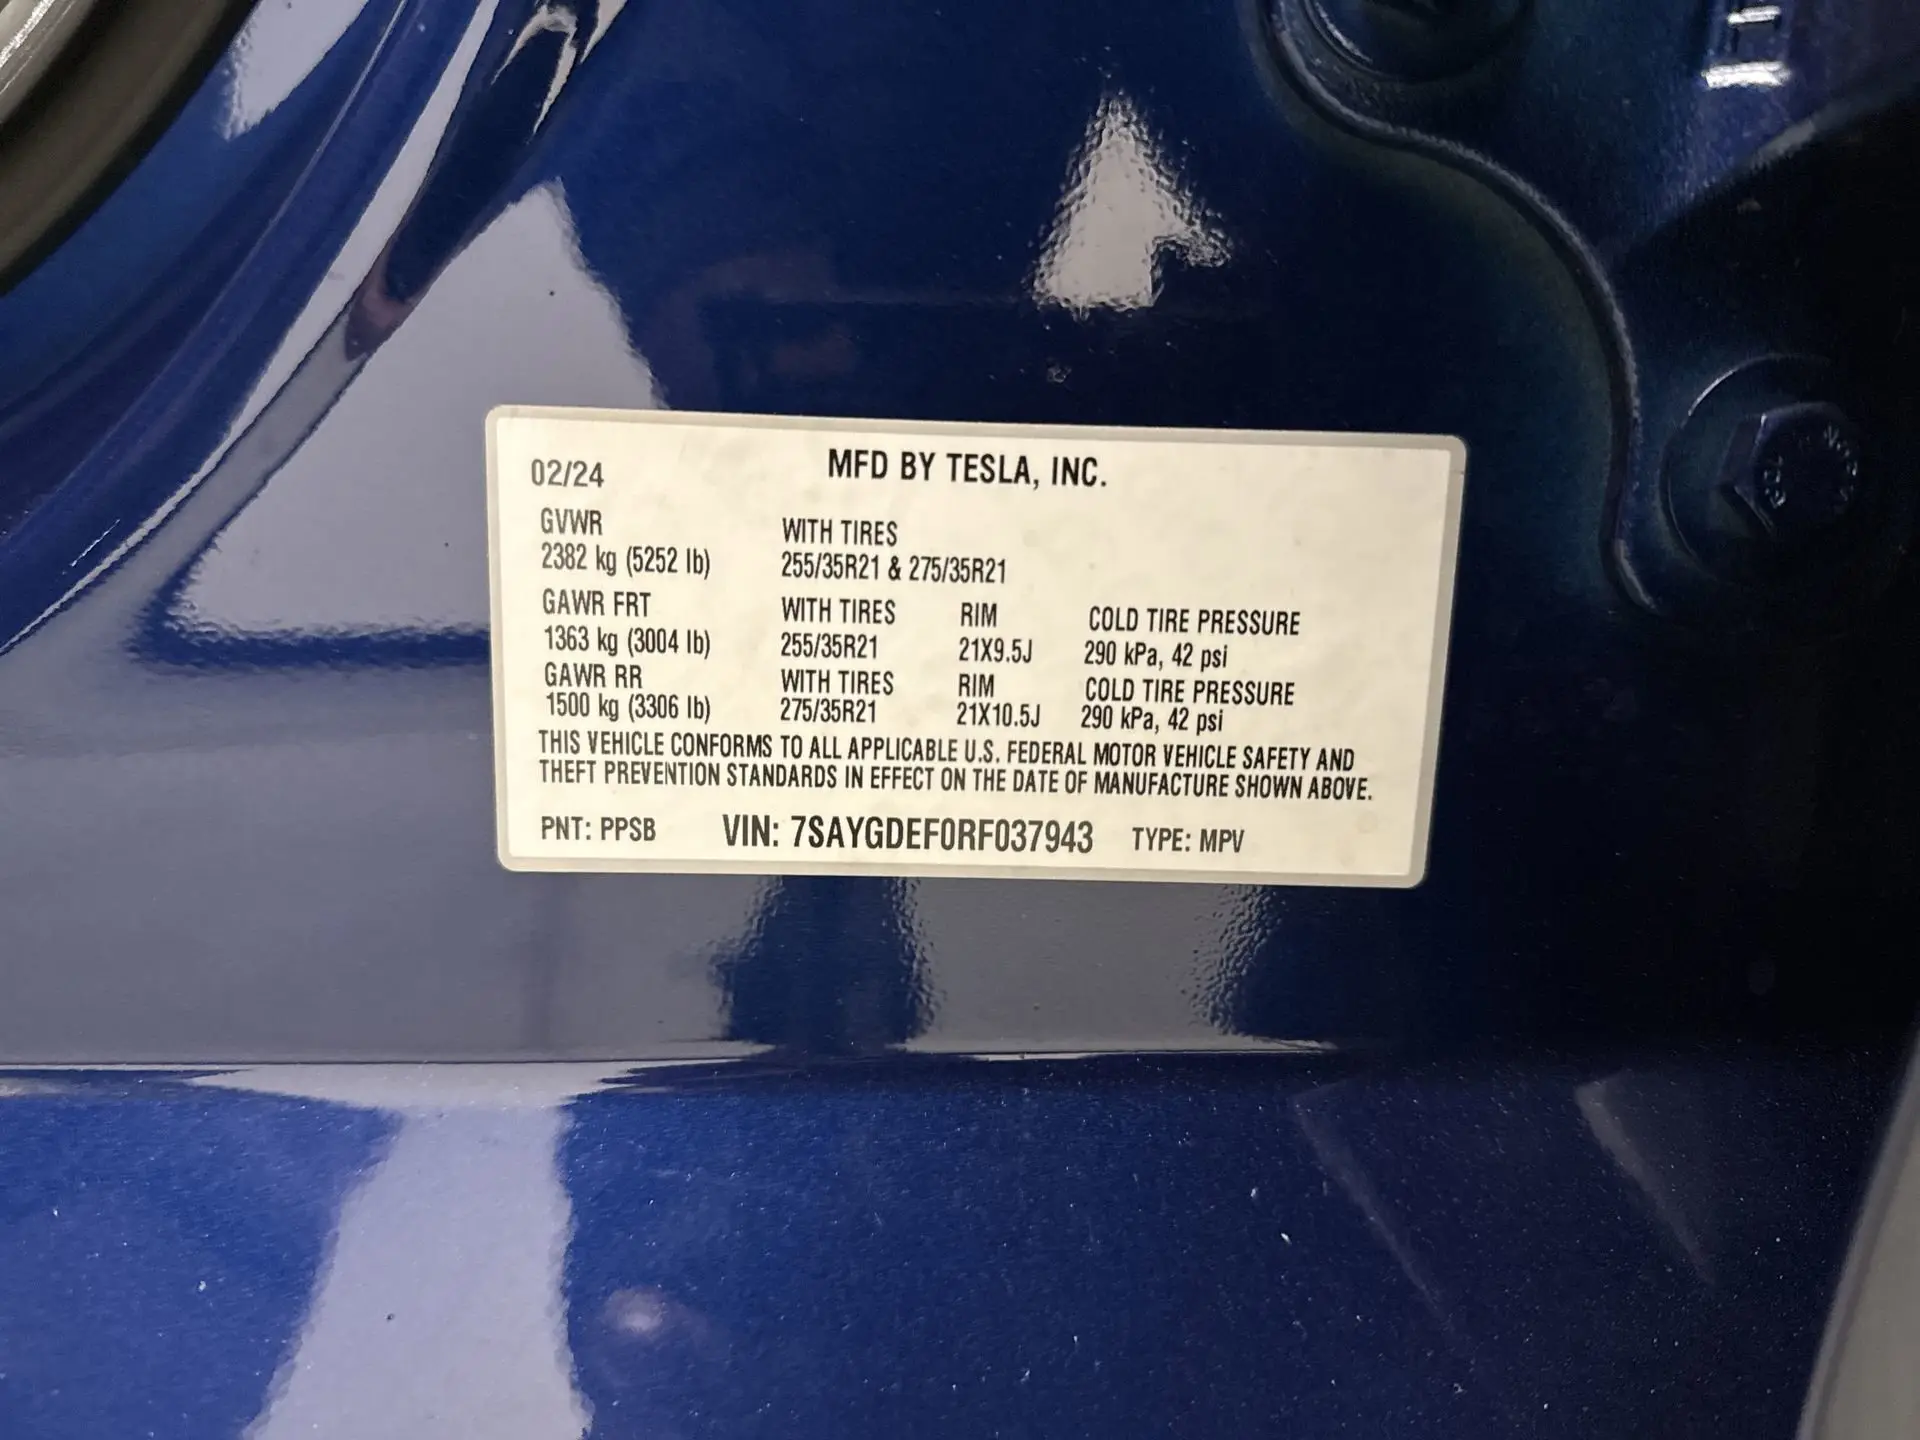 02/24 MFD BY TESLA, INC.
GVWR WITH TIRES
2382 kg (5252 lb) 255/35R21 & 275/35R21
GAWR FRT WITH TIRES RIM COLD TIRE PRESSURE
1363 kg (3004 lb) 255/35R21 21X9.5J 290 kPa, 42 psi
GAWR RR WITH TIRES RIM COLD TIRE PRESSURE
1500 kg (3306 lb) 275/35R21 21X10.5J 290 kPa, 42 psi
THIS VEHICLE CONFORMS TO ALL APPLICABLE U.S. FEDERAL MOTOR VEHICLE SAFETY AND
THEFT PREVENTION STANDARDS IN EFFECT ON THE DATE OF MANUFACTURE SHOWN ABOVE.
PNT: PPSB VIN: 7SAYGDEF0RF037943 TYPE: MPV